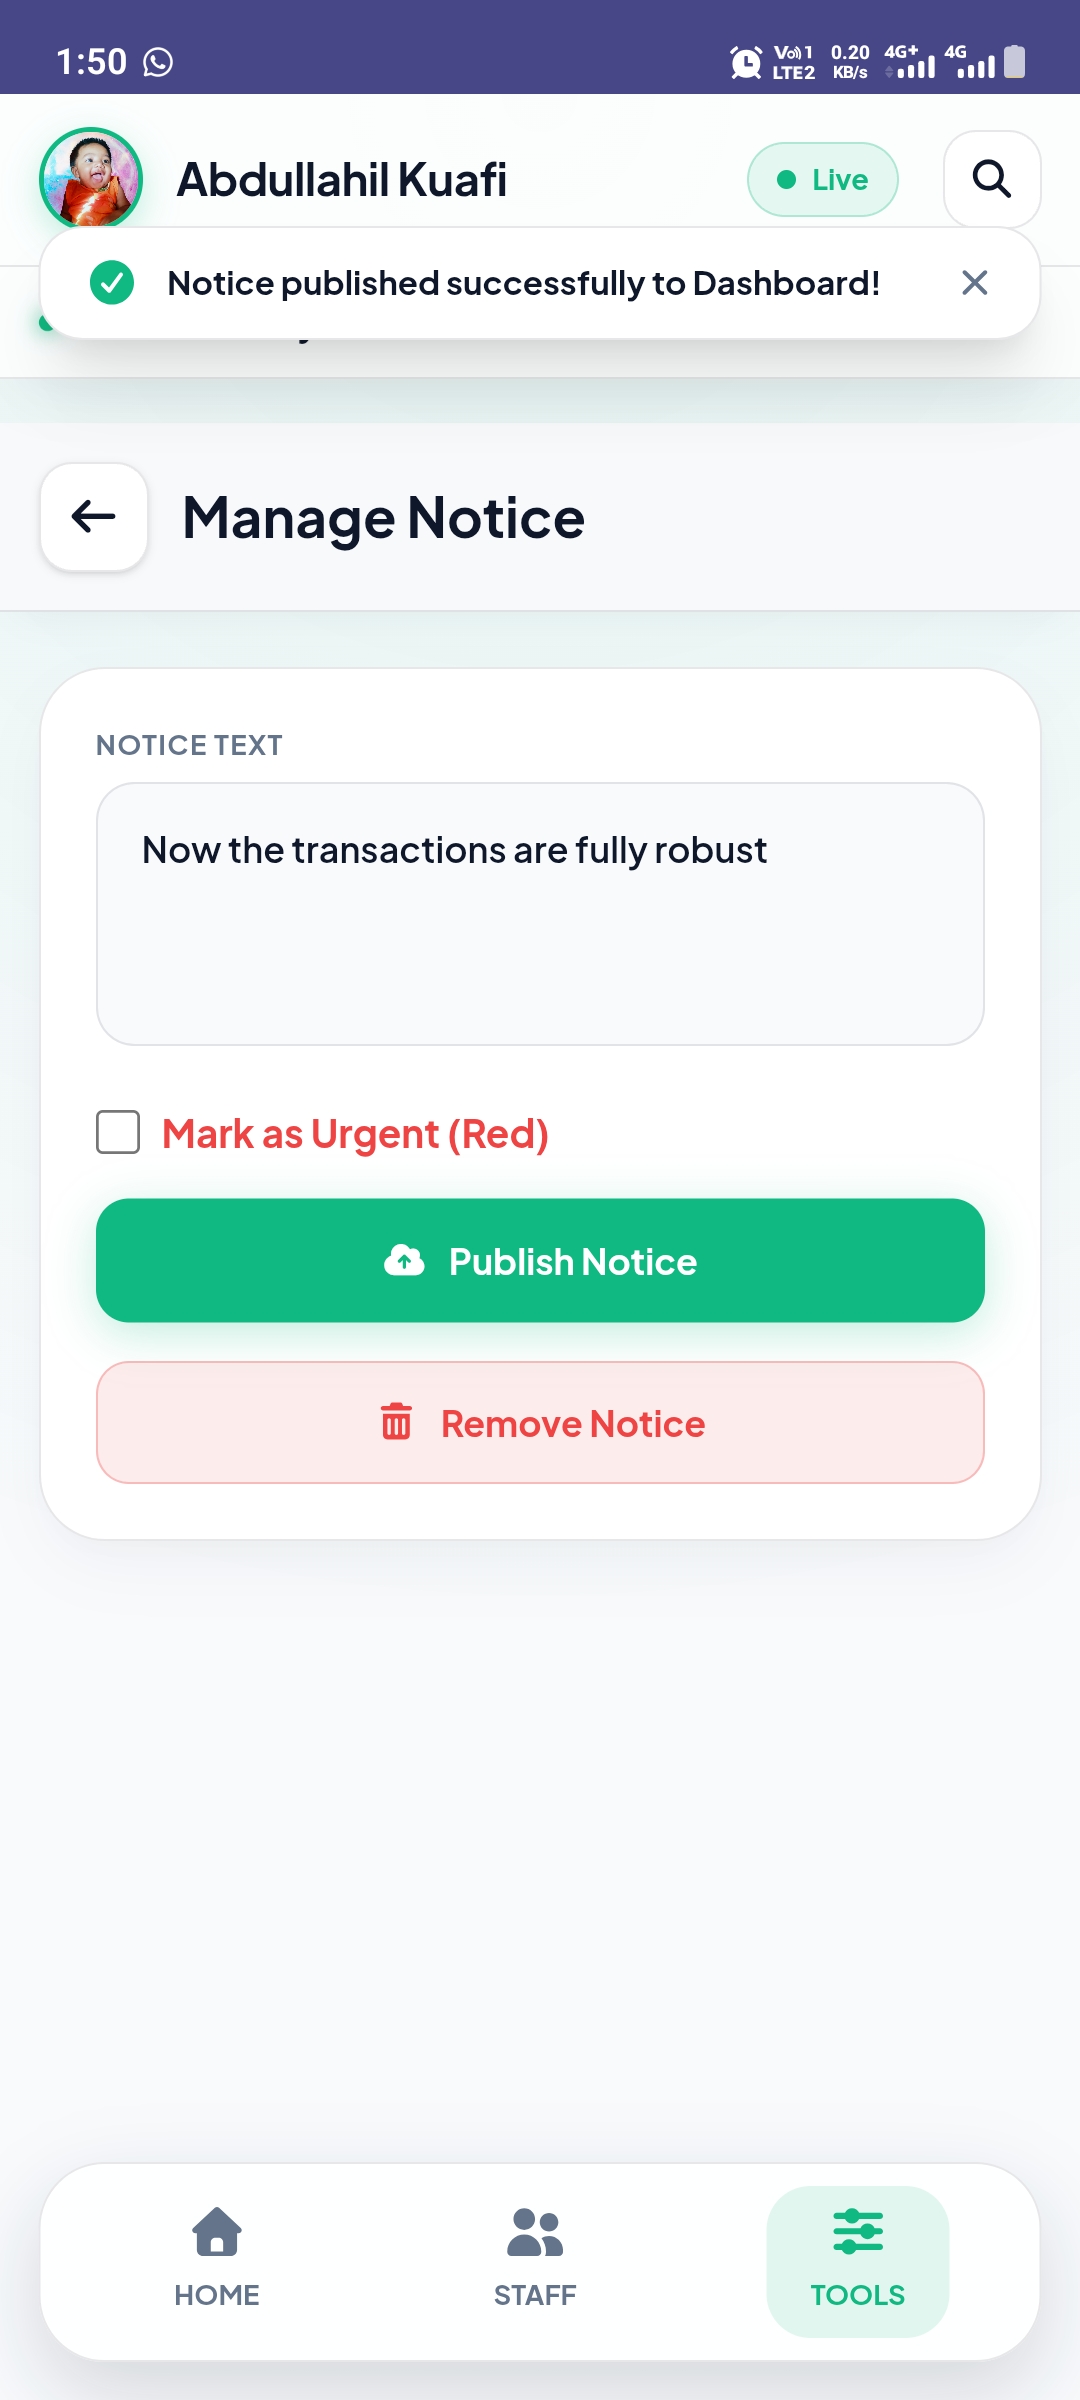 1:50
Vo)) 1
LTE2
0.20
KB/s
4G+
4G
Abdullahil Kuafi
Live
Notice published successfully to Dashboard!
Manage Notice
NOTICE TEXT
Now the transactions are fully robust
Mark as Urgent (Red)
Publish Notice
Remove Notice
HOME
STAFF
TOOLS